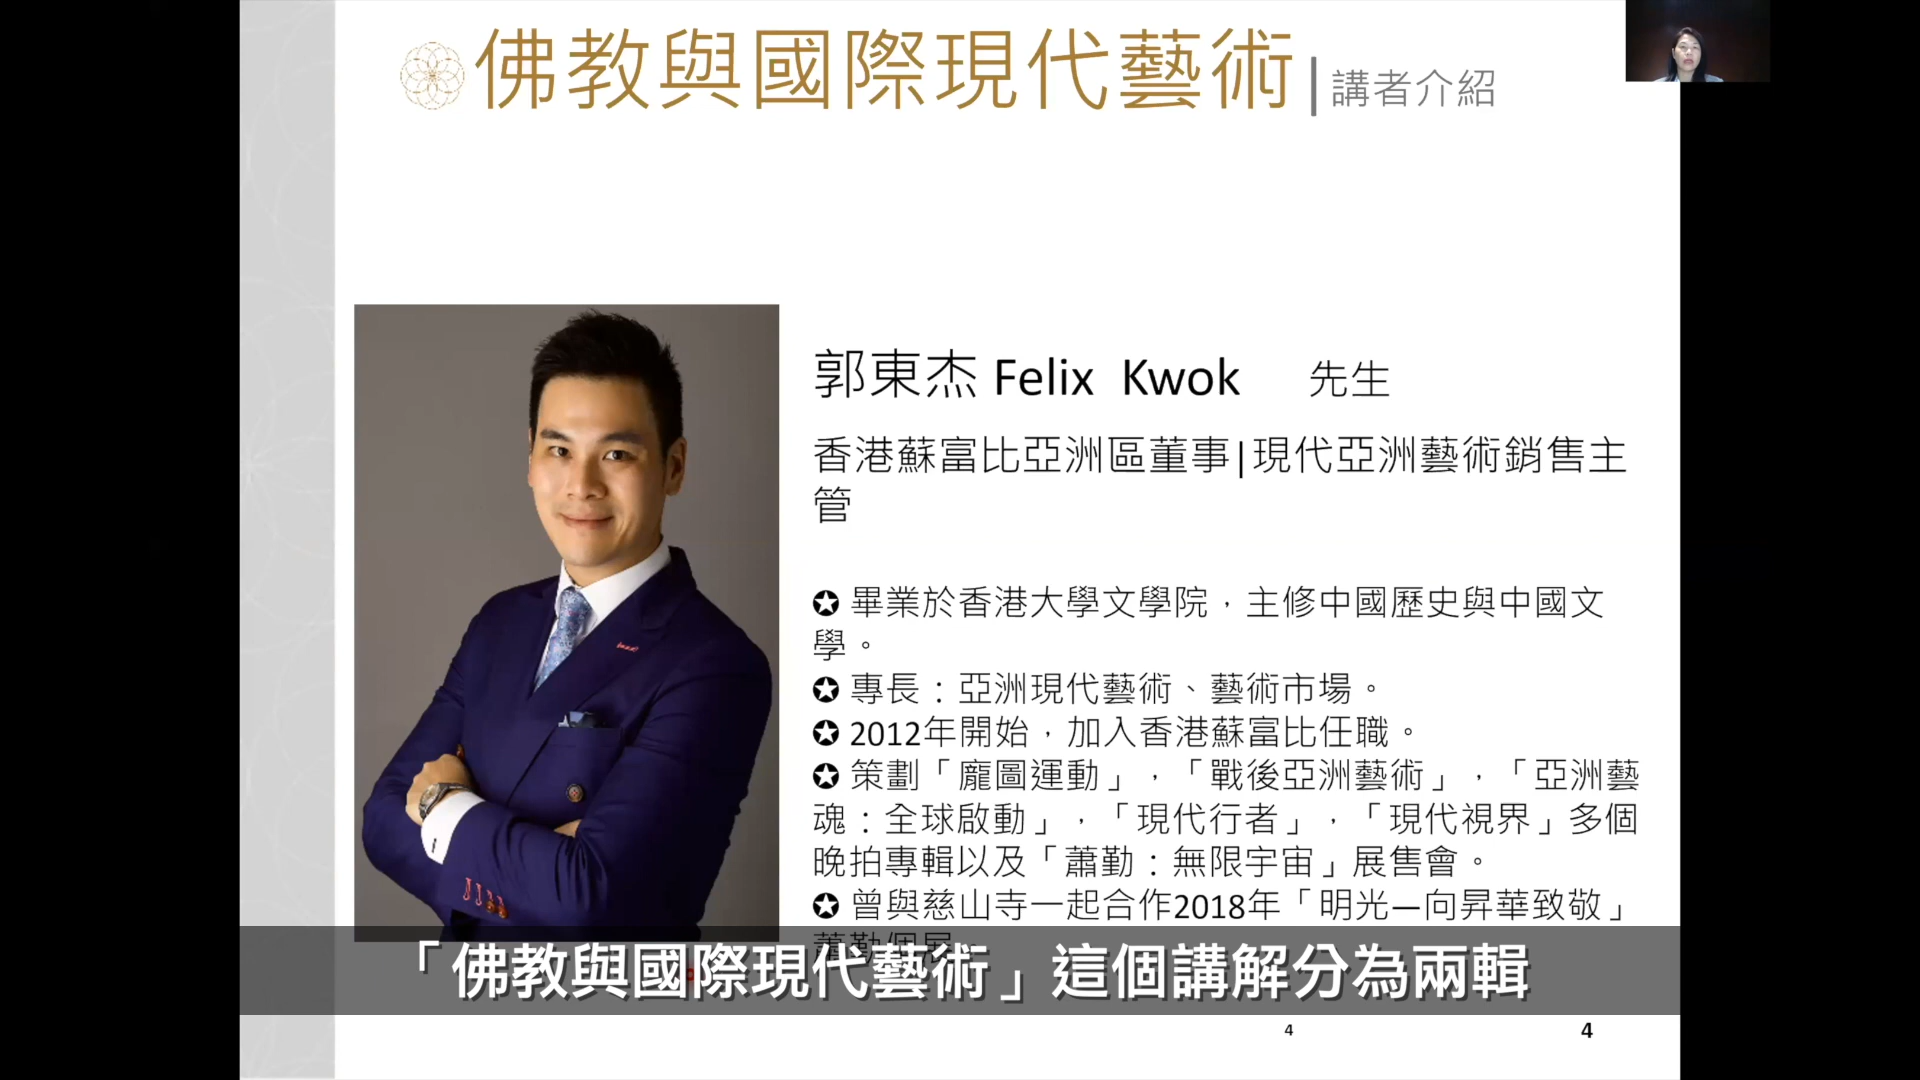 佛教與國際現代藝術|講者介紹
郭東杰 Felix Kwok 先生
香港蘇富比亞洲區董事|現代亞洲藝術銷售主
管
✪ 畢業於香港大學文學院，主修中國歷史與中國文
學。
✪ 專長：亞洲現代藝術、藝術市場。
✪ 2012年開始，加入香港蘇富比任職。
✪ 策劃「龐圖運動」，「戰後亞洲藝術」，「亞洲藝
魂：全球啟動」，「現代行者」，「現代視界」多個
晚拍專輯以及「蕭勤：無限宇宙」展售會。
✪ 曾與慈山寺一起合作2018年「明光—向昇華致敬」
蕭勤個展。
「佛教與國際現代藝術」這個講解分為兩輯
4
4